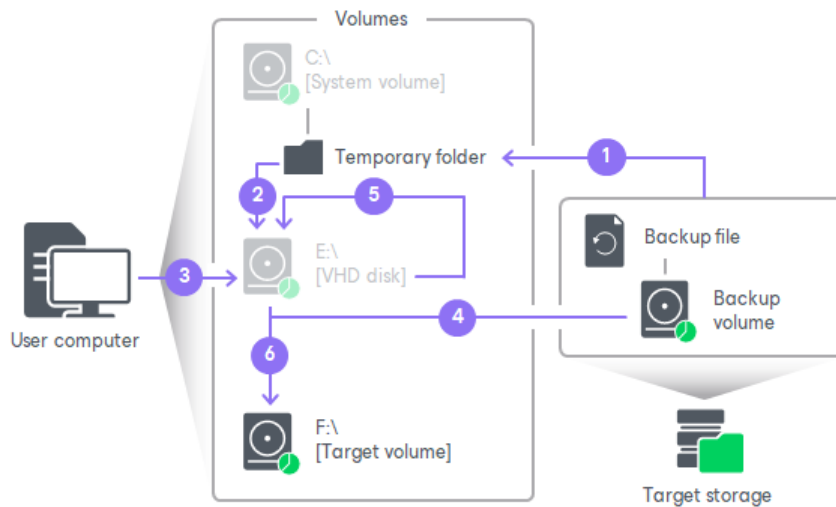 Volumes
C:\
[System volume]
Temporary folder
1
2
5
Backup file
E:\
[VHD disk]
3
Backup
volume
4
User computer
6
F:\
[Target volume]
Target storage